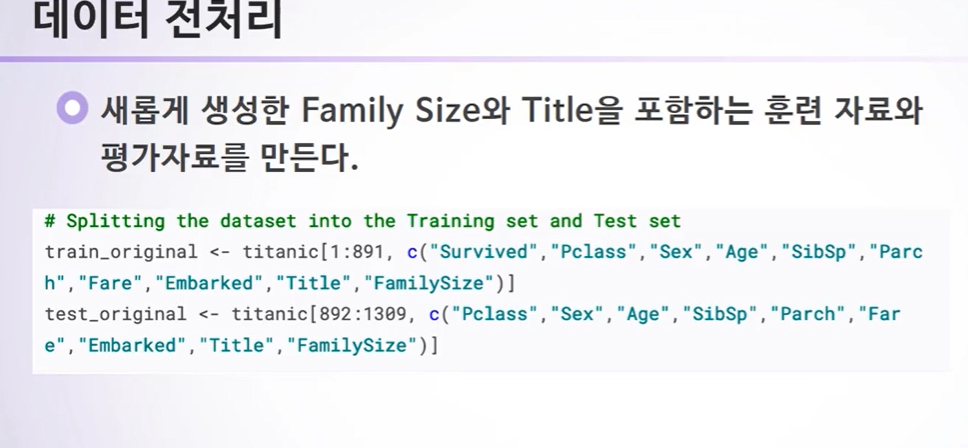 데이터 전처리
새롭게 생성한 Family Size와 Title을 포함하는 훈련 자료와
평가자료를 만든다.
# Splitting the dataset into the Training set and Test set
train_original <- titanic[1:891, c("Survived","Pclass","Sex","Age","SibSp","Parc
h","Fare","Embarked","Title","FamilySize")]
test_original <- titanic[892:1309, c("Pclass","Sex","Age","SibSp","Parch","Far
e","Embarked","Title","FamilySize")]